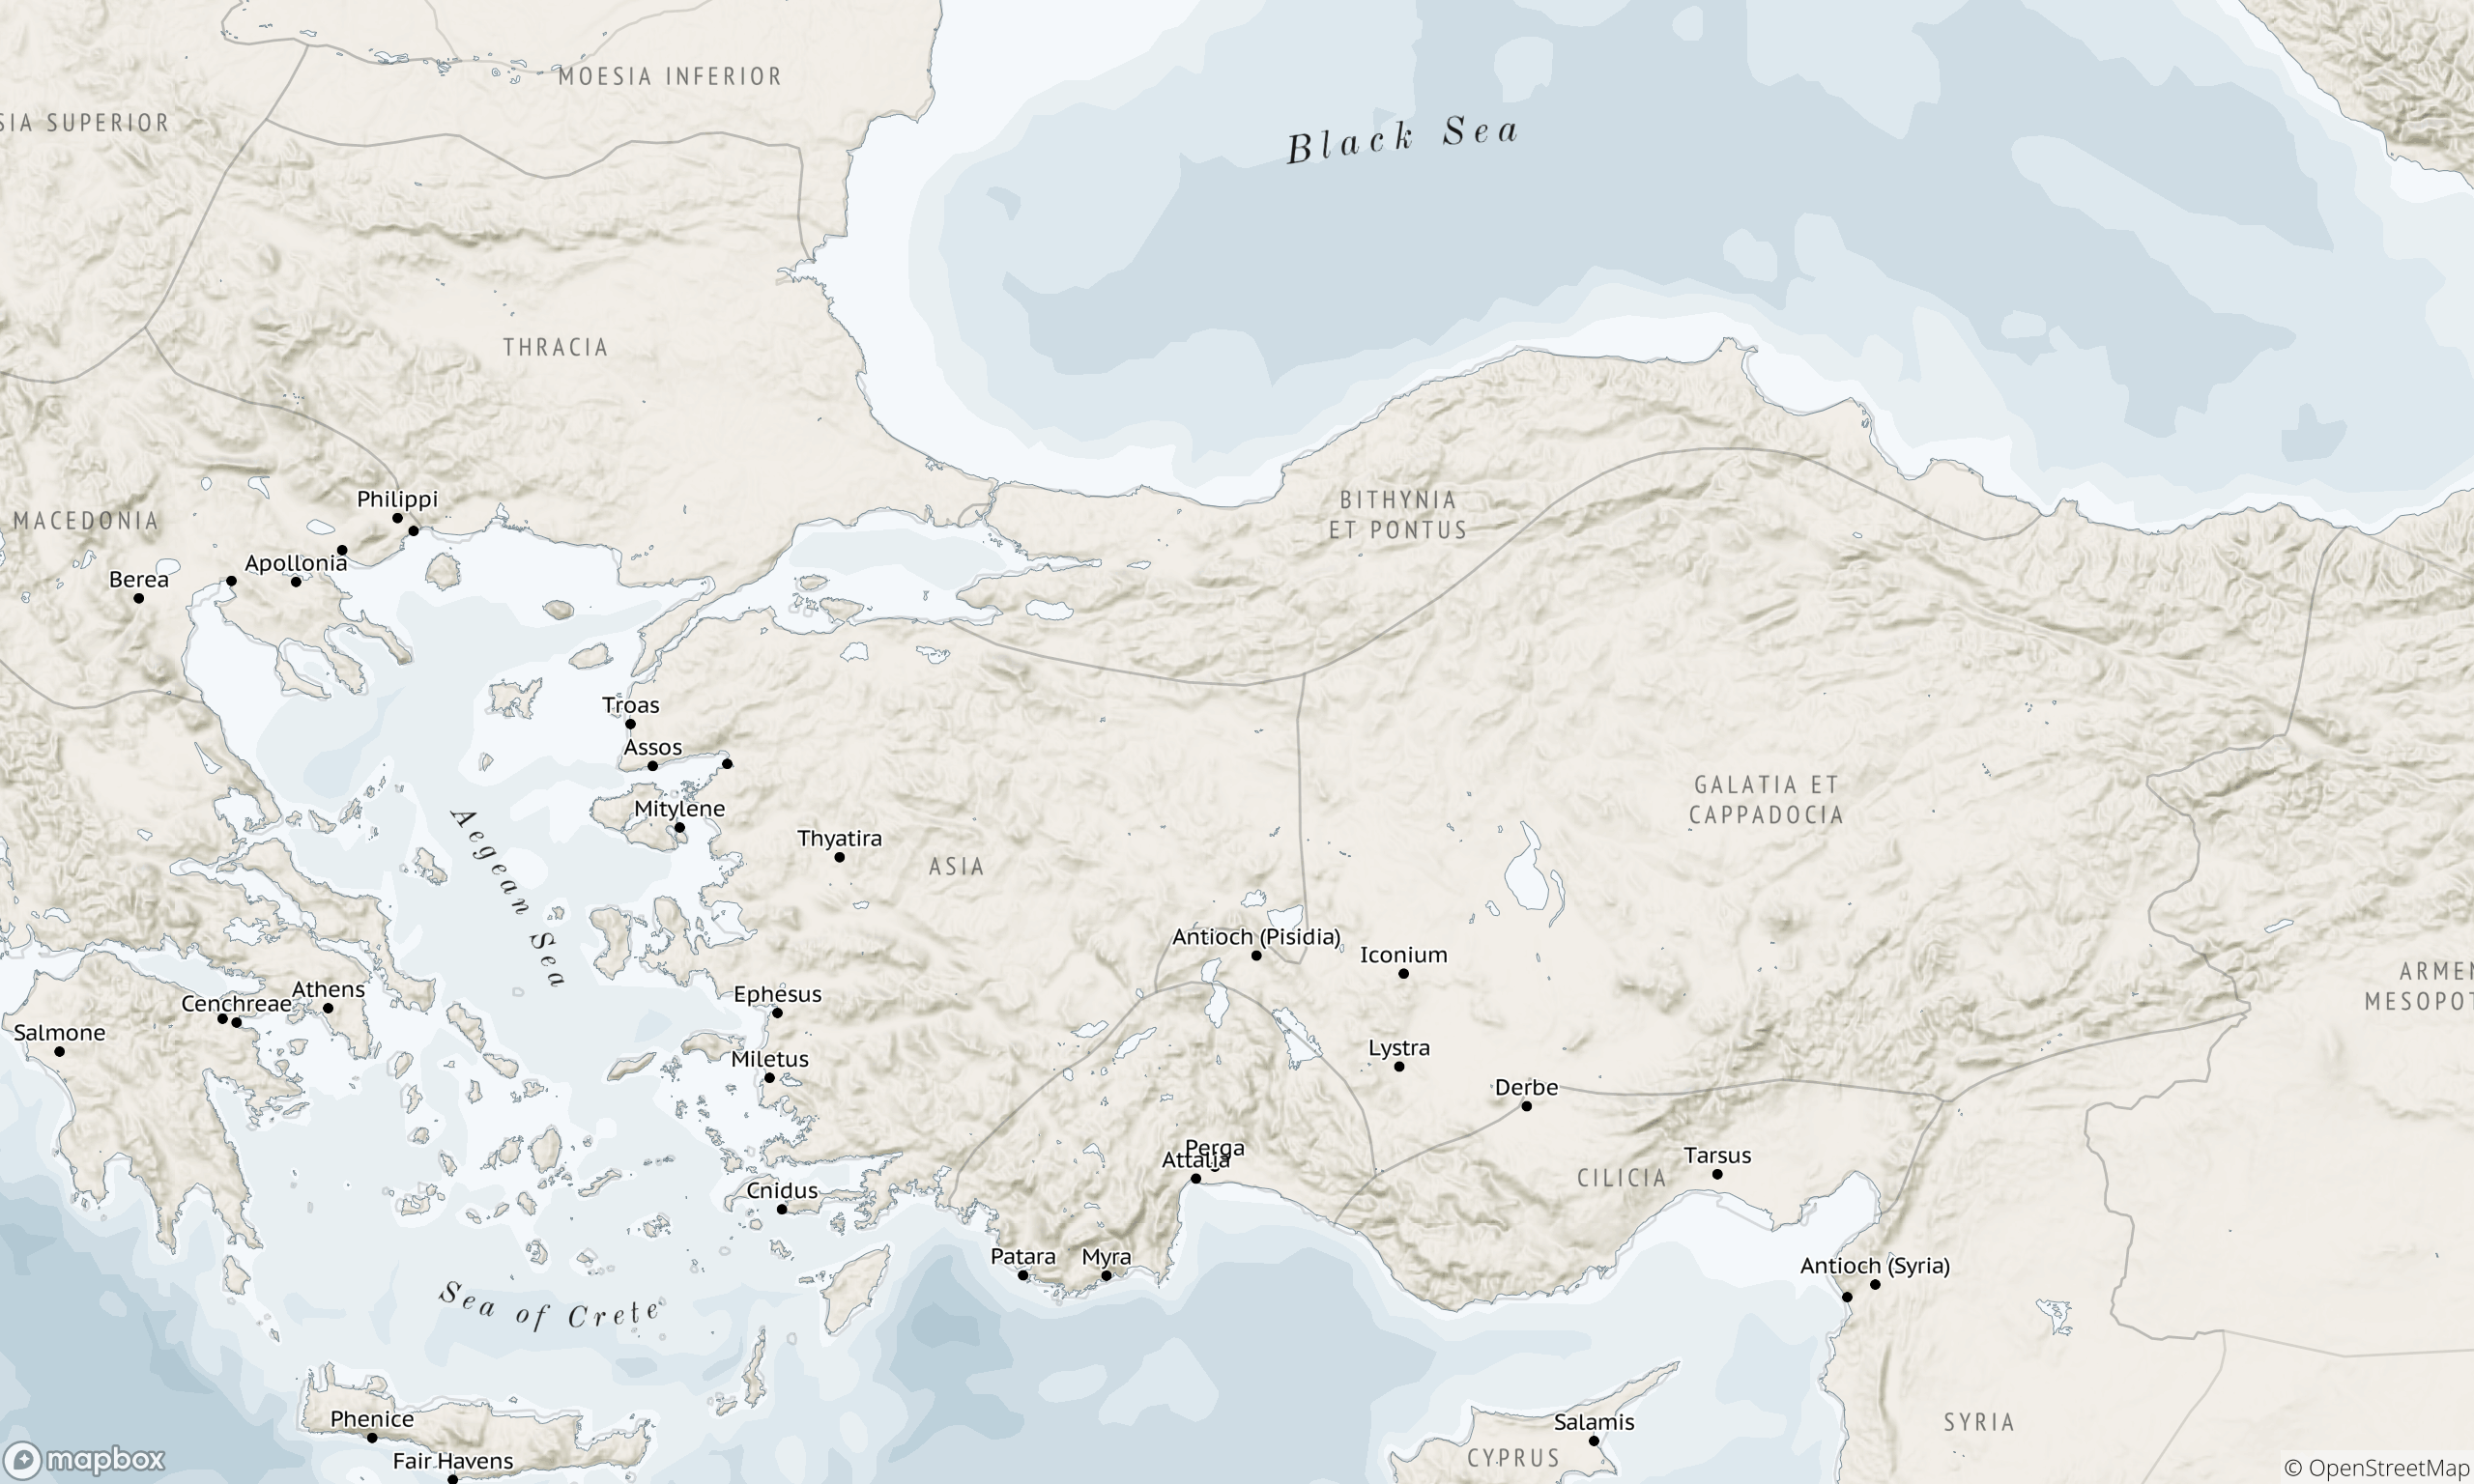 MOESIA INFERIOR
SIA SUPERIOR
Black Sea
THRACIA
Philippi
MACEDONIA
BITHYNIA
ET PONTUS
Apollonia
Berea
Troas
Assos
Mitylene
Thyatira
ASIA
Aegean Sea
GALATIA ET
CAPPADOCIA
Antioch (Pisidia)
Iconium
ARMEN
MESOPOT
Ephesus
Athens
Cenchreae
Salmone
Miletus
Lystra
Derbe
Perga
Attalia
Tarsus
CILICIA
Cnidus
Patara
Myra
Antioch (Syria)
Sea of Crete
Phenice
Fair Havens
Salamis
CYPRUS
SYRIA
mapbox
© OpenStreetMap